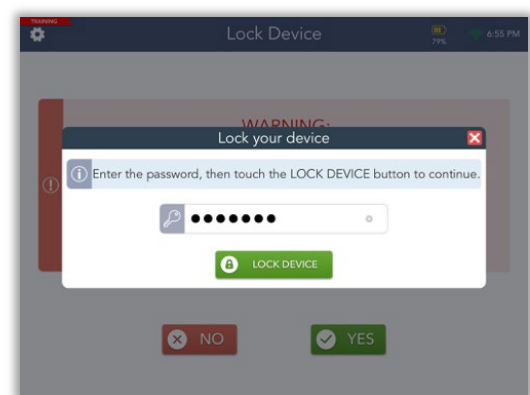 TRAINING
Lock Device
79%
6:55 PM
WARNING:
Lock your device
Enter the password, then touch the LOCK DEVICE button to continue.
LOCK DEVICE
NO
YES